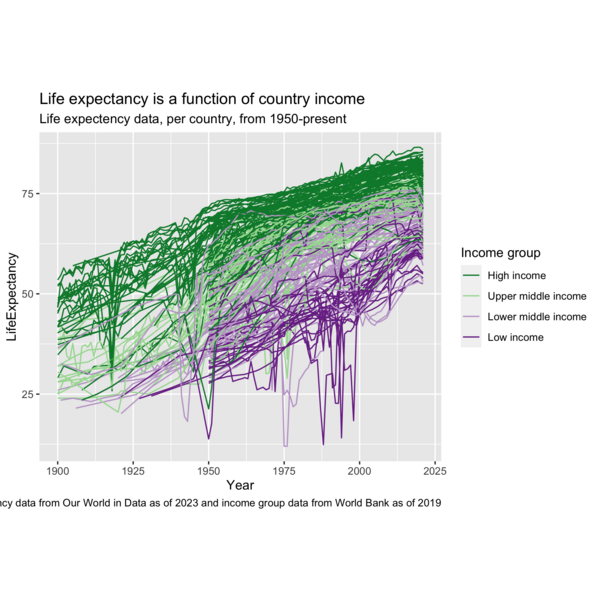 Life expectancy is a function of country income
Life expectency data, per country, from 1950-present
LifeExpectancy
75
50
25
1900
1925
1950
1975
2000
2025
Year
Income group
High income
Upper middle income
Lower middle income
Low income
data from Our World in Data as of 2023 and income group data from World Bank as of 2019